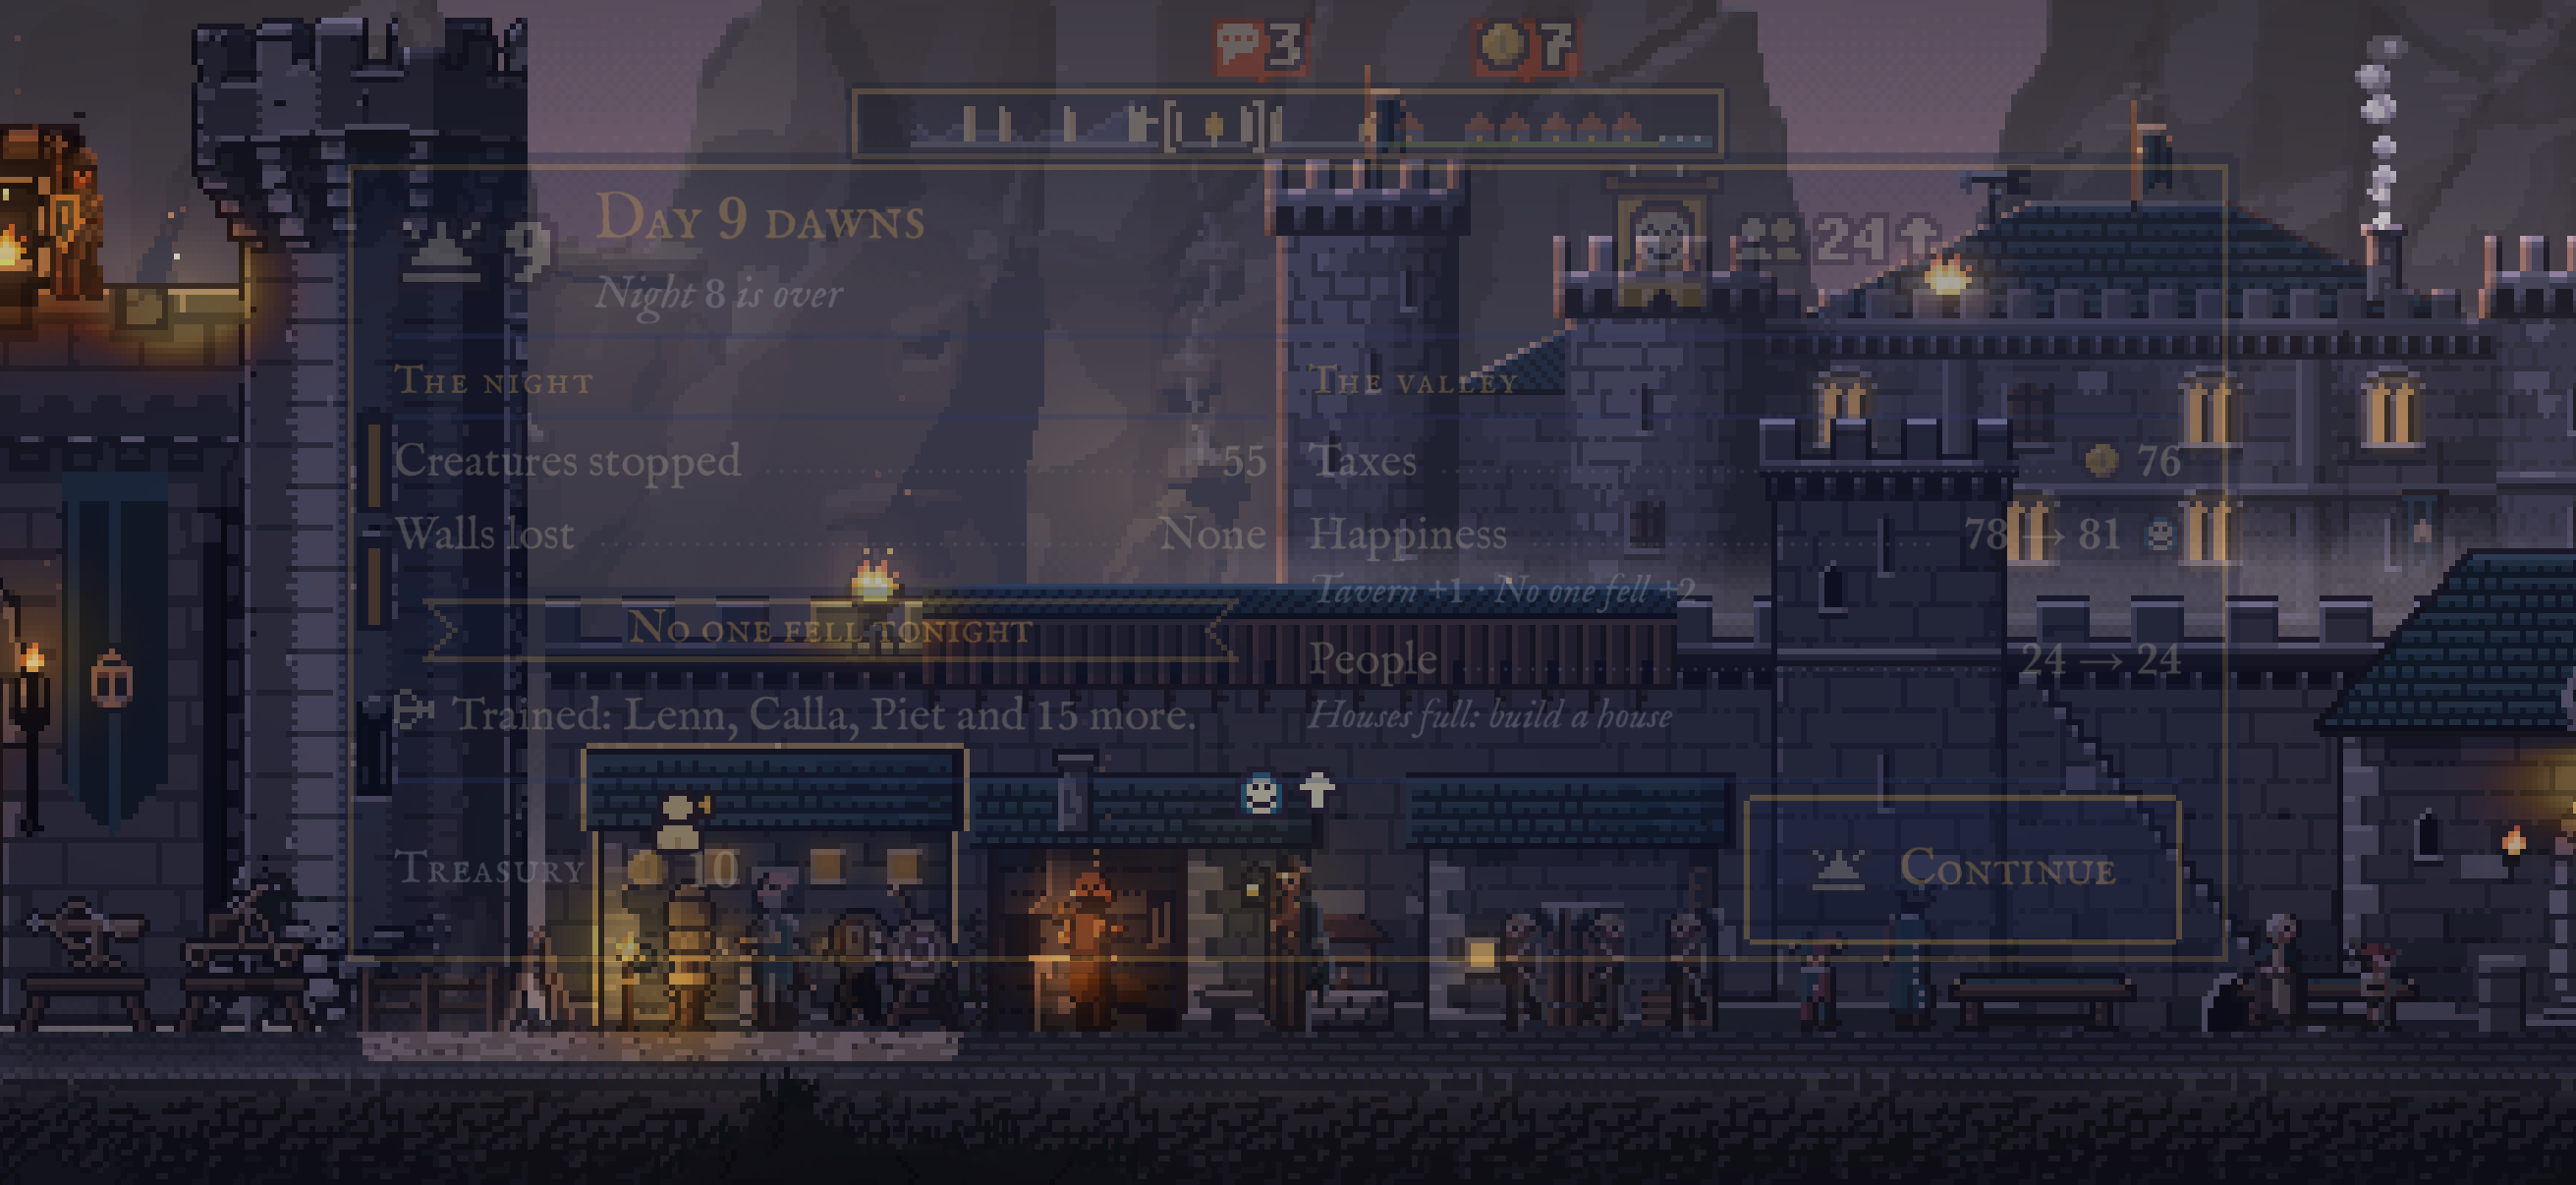 3
7
9
Day 9 dawns
Night 8 is over
24
The night
The valley
Creatures stopped 55
Taxes 76
Walls lost None
Happiness 78 → 81
Tavern +1 · No one fell +2
No one fell tonight
People 24 → 24
Trained: Lenn, Calla, Piet and 15 more.
Houses full: build a house
Treasury 10
Continue